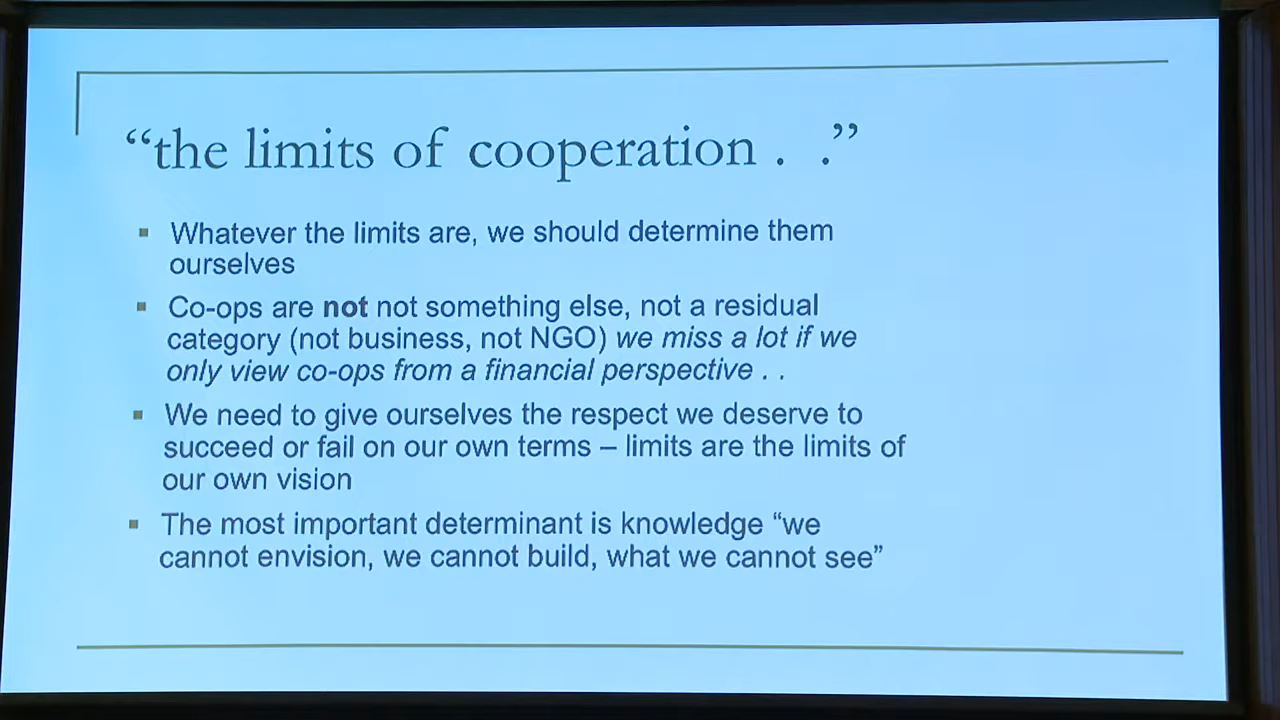 “the limits of cooperation . .”
Whatever the limits are, we should determine them
ourselves
Co-ops are not not something else, not a residual
category (not business, not NGO) we miss a lot if we
only view co-ops from a financial perspective . .
We need to give ourselves the respect we deserve to
succeed or fail on our own terms – limits are the limits of
our own vision
The most important determinant is knowledge “we
cannot envision, we cannot build, what we cannot see”